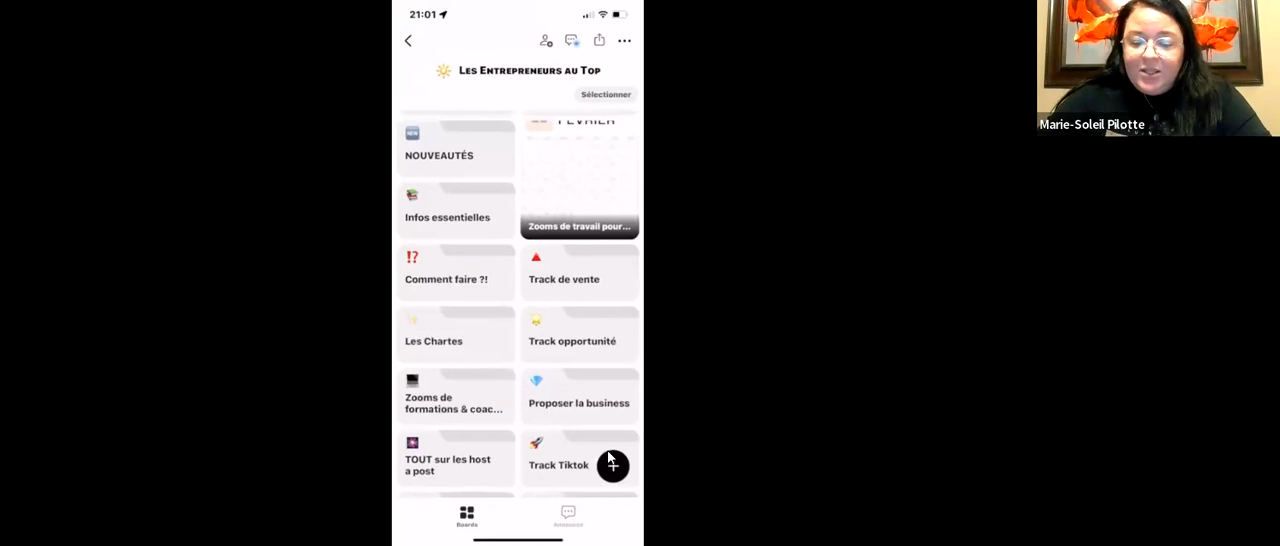 21:01
Les Entrepreneurs au Top
Sélectionner
NOUVEAUTÉS
FÉVRIER
Infos essentielles
Zooms de travail pour...
Comment faire ?!
Track de vente
Les Chartes
Track opportunité
Zooms de
formations & coac...
Proposer la business
TOUT sur les host
a post
Track Tiktok
Boards
Marie-Soleil Pilotte